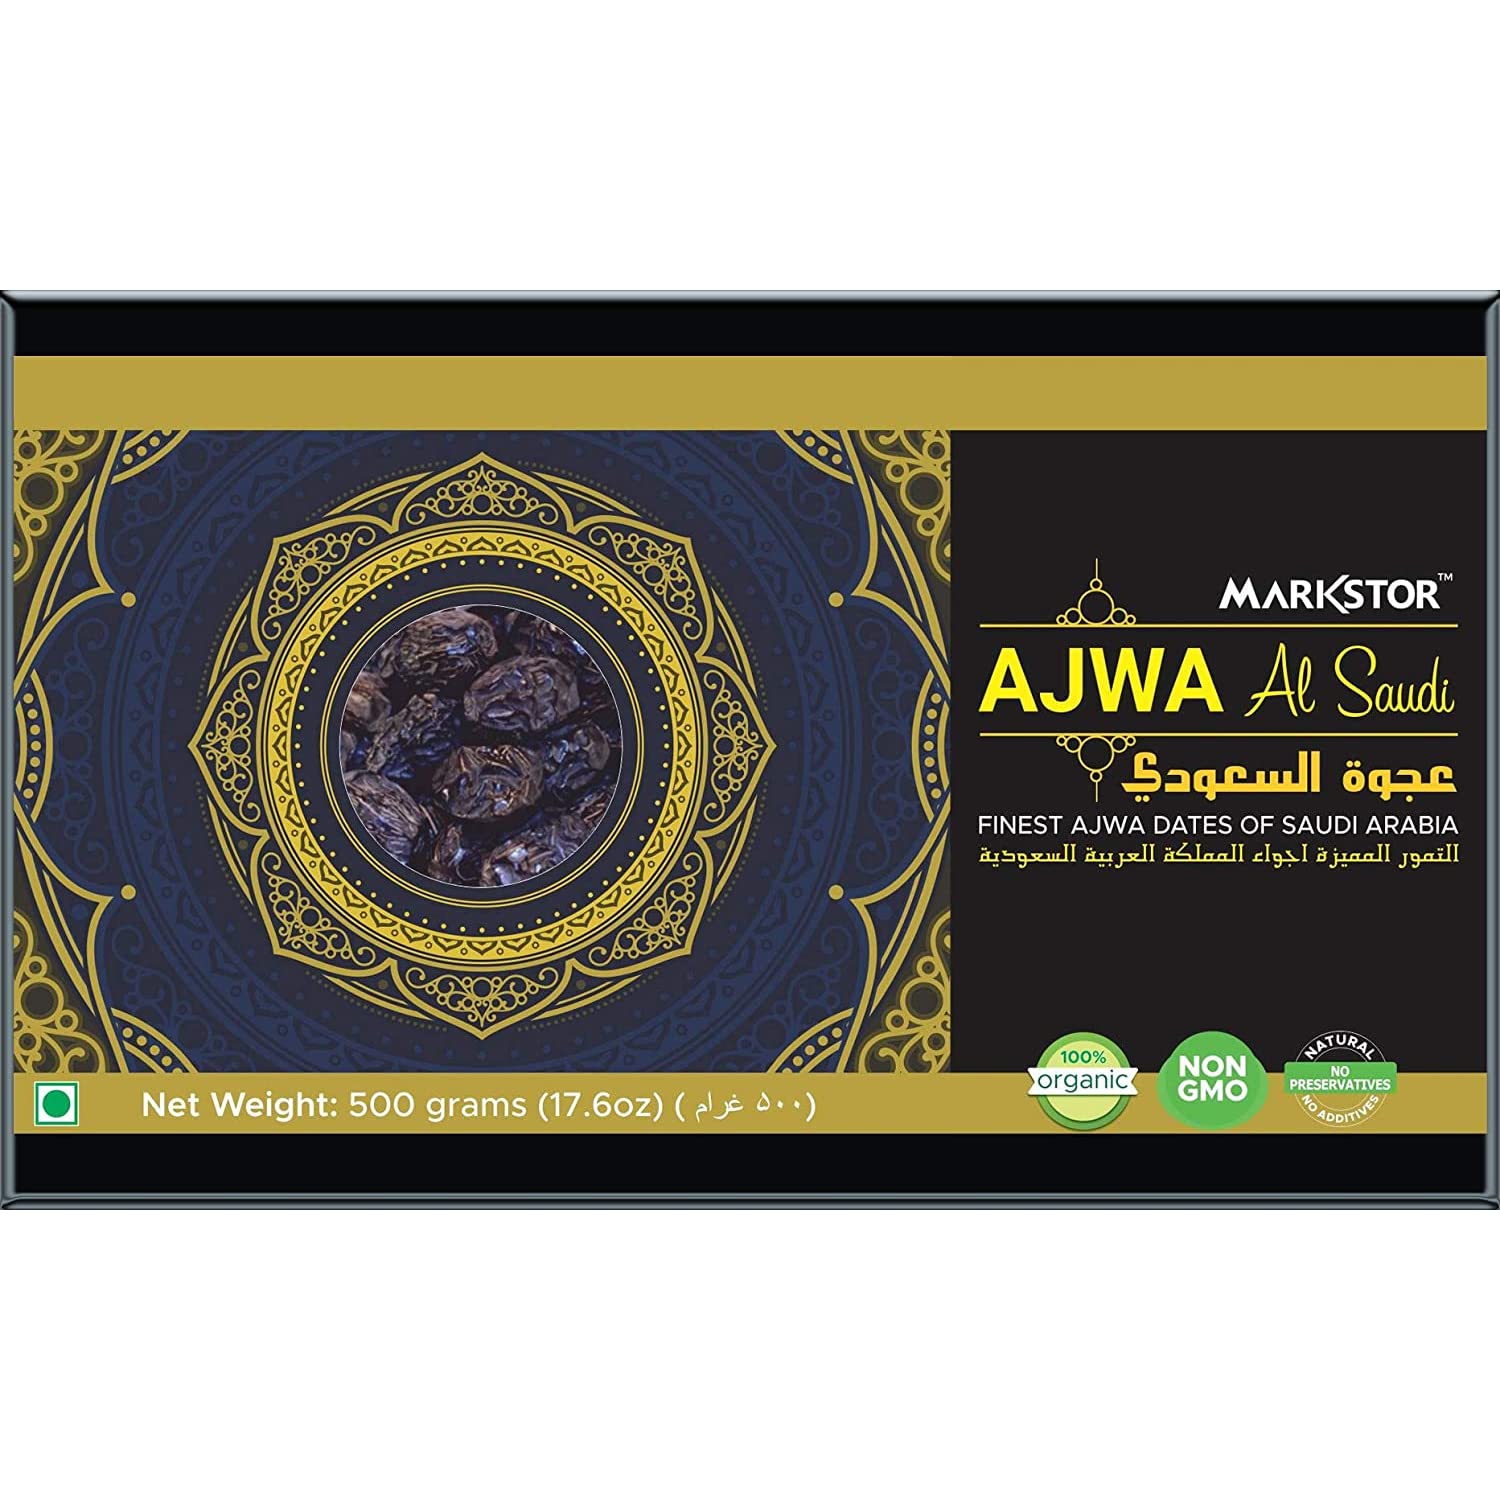 MARKSTOR™
AJWA Al Saudi
عجوة السعودي
FINEST AJWA DATES OF SAUDI ARABIA
التمور المميزة اجواء المملكة العربية السعودية
100%
organic
NON
GMO
NATURAL
NO
PRESERVATIVES
NO ADDITIVES
Net Weight: 500 grams (17.6oz) (٥٠٠ غرام)